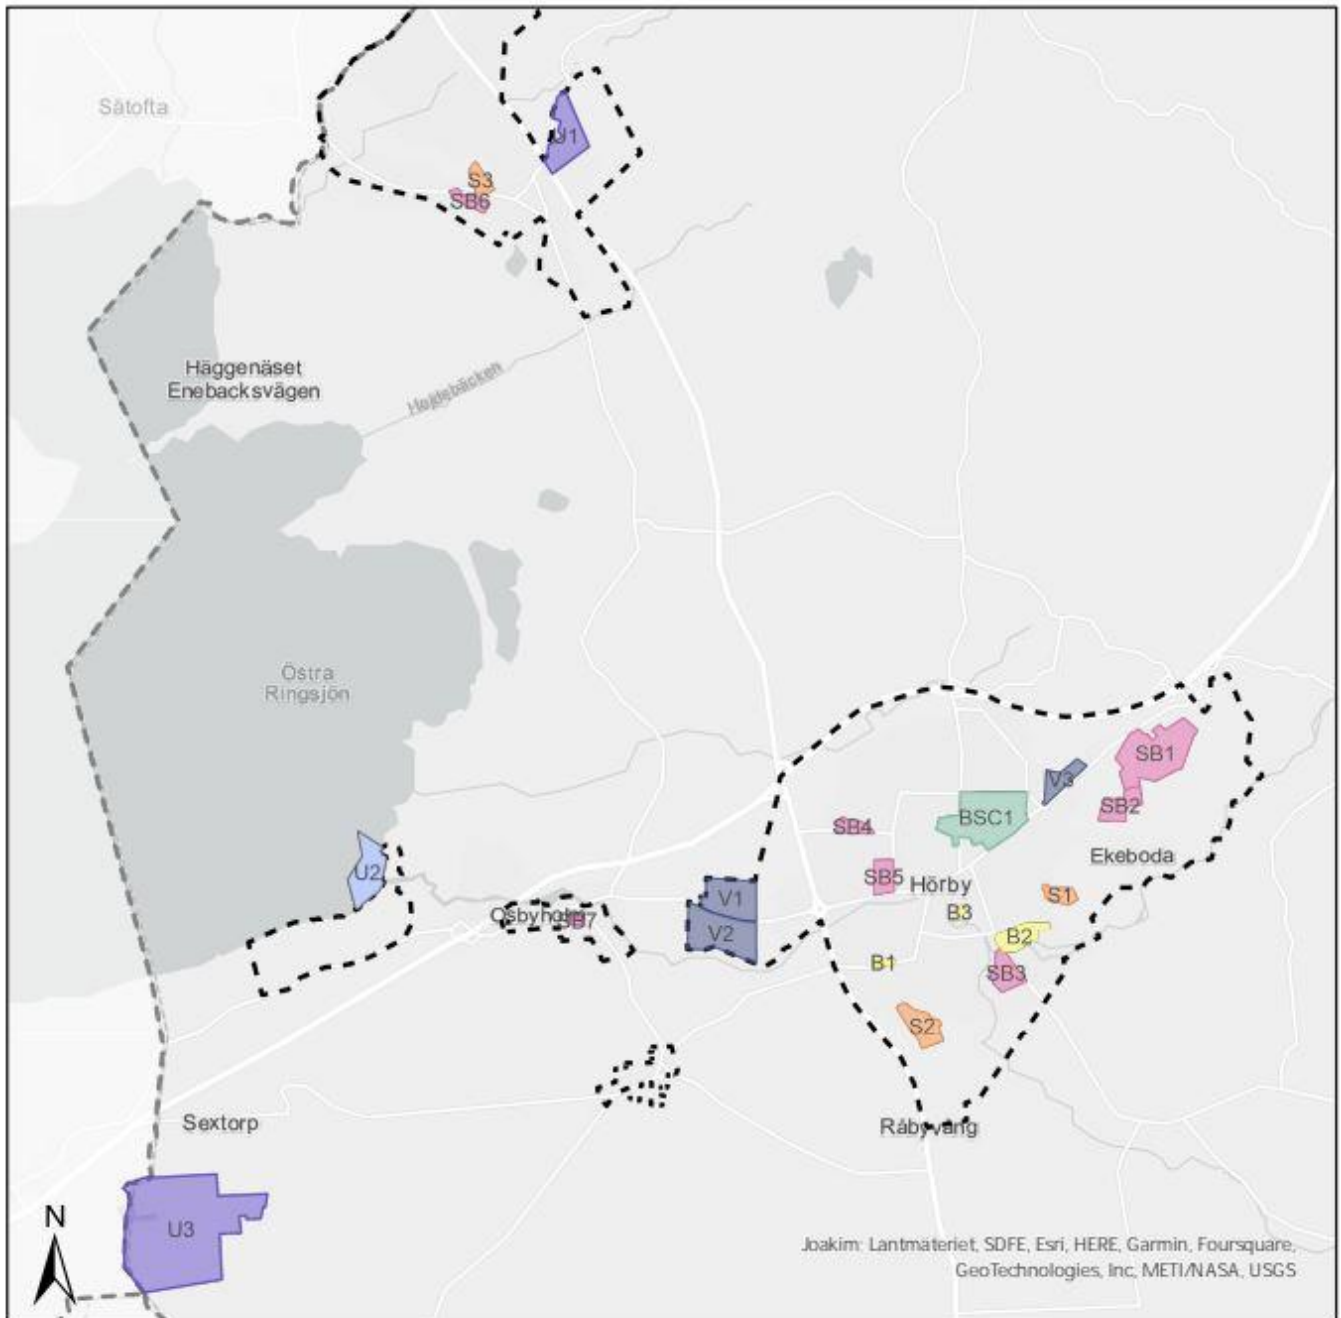 Sätofta
U1
S3
SB6
Häggenäset
Enebacksvägen
Östra
Ringsjön
SB1
V3
SB2
BSC1
SB4
Ekeboda
U2
SB5
Hörby
S1
V1
B3
SB7
V2
B2
B1
SB3
S2
Sextorp
Råbyvång
N
U3
Joakim: Lantmäteriet, SDFE, Esri, HERE, Garmin, Foursquare,
GeoTechnologies, Inc, METI/NASA, USGS